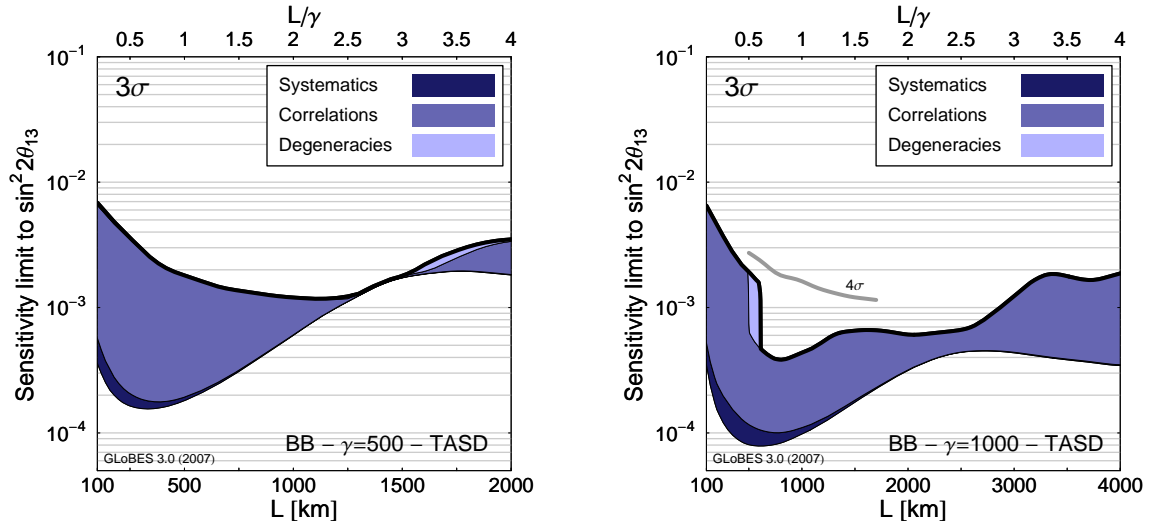 L/γ
0.5 1 1.5 2 2.5 3 3.5 4
10⁻¹
10⁻²
10⁻³
10⁻⁴
Sensitivity limit to sin² 2θ₁₃
3σ
Systematics
Correlations
Degeneracies
BB − γ=500 − TASD
GLoBES 3.0 (2007)
100 500 1000 1500 2000
L [km]
L/γ
0.5 1 1.5 2 2.5 3 3.5 4
10⁻¹
10⁻²
10⁻³
10⁻⁴
Sensitivity limit to sin² 2θ₁₃
3σ
Systematics
Correlations
Degeneracies
4σ
BB − γ=1000 − TASD
GLoBES 3.0 (2007)
100 1000 2000 3000 4000
L [km]